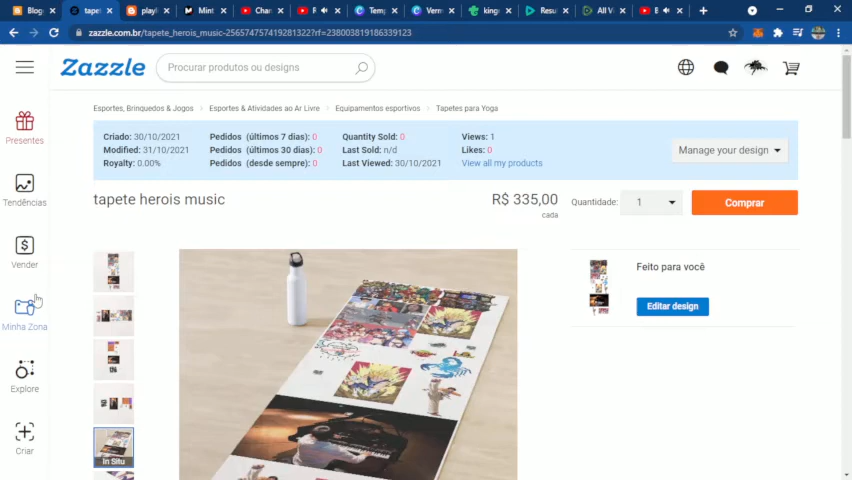 Blog
tape
play
Mint
Chan
R
Tem
Verm
king
Resu
All V
E
zazzle.com.br/tapete_herois_music-256574757419281322?rf=238003819186339123
Zazzle
Procurar produtos ou designs
Presentes
Tendências
Vender
Minha Zona
Explore
Criar
Esportes, Brinquedos & Jogos
Esportes & Atividades ao Ar Livre
Equipamentos esportivos
Tapetes para Yoga
Criado: 30/10/2021
Pedidos (últimos 7 dias): 0
Quantity Sold: 0
Views: 1
Modified: 31/10/2021
Pedidos (últimos 30 dias): 0
Last Sold: n/d
Likes: 0
Royalty: 0.00%
Pedidos (desde sempre): 0
Last Viewed: 30/10/2021
View all my products
Manage your design
tapete herois music
R$ 335,00
cada
Quantidade:
1
Comprar
Feito para você
Editar design
In Situ